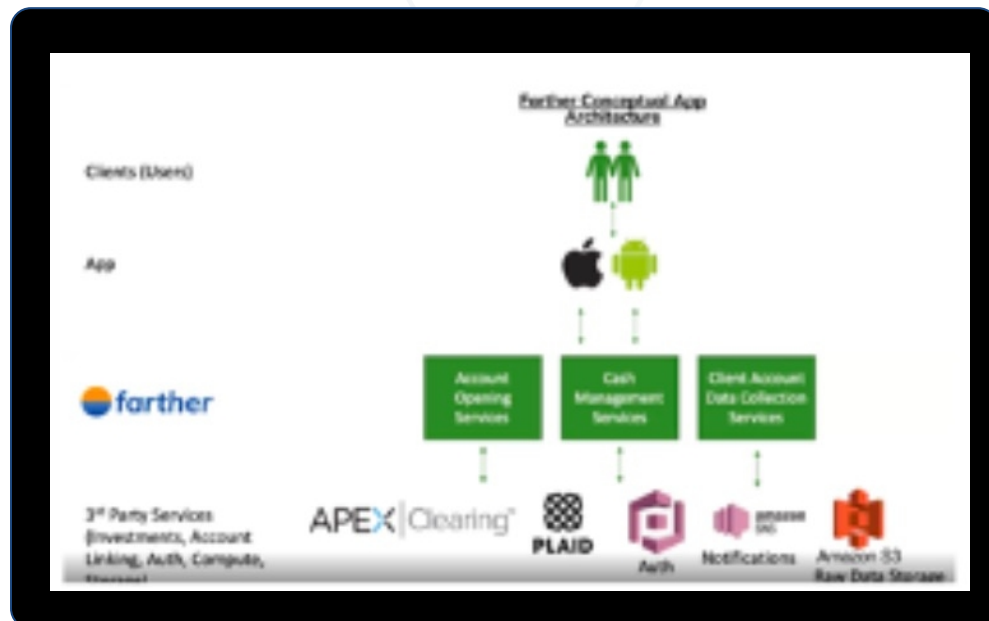 Farther Conceptual App
Architecture
Clients (Users)
App
farther
Account
Opening
Services
Cash
Management
Services
Client Account
Data Collection
Services
3rd Party Services
(Investments, Account
Linking, Auth, Compute,
Storage)
APEX Clearing
PLAID
Auth
amazon
SNS
Notifications
Amazon S3
Raw Data Storage